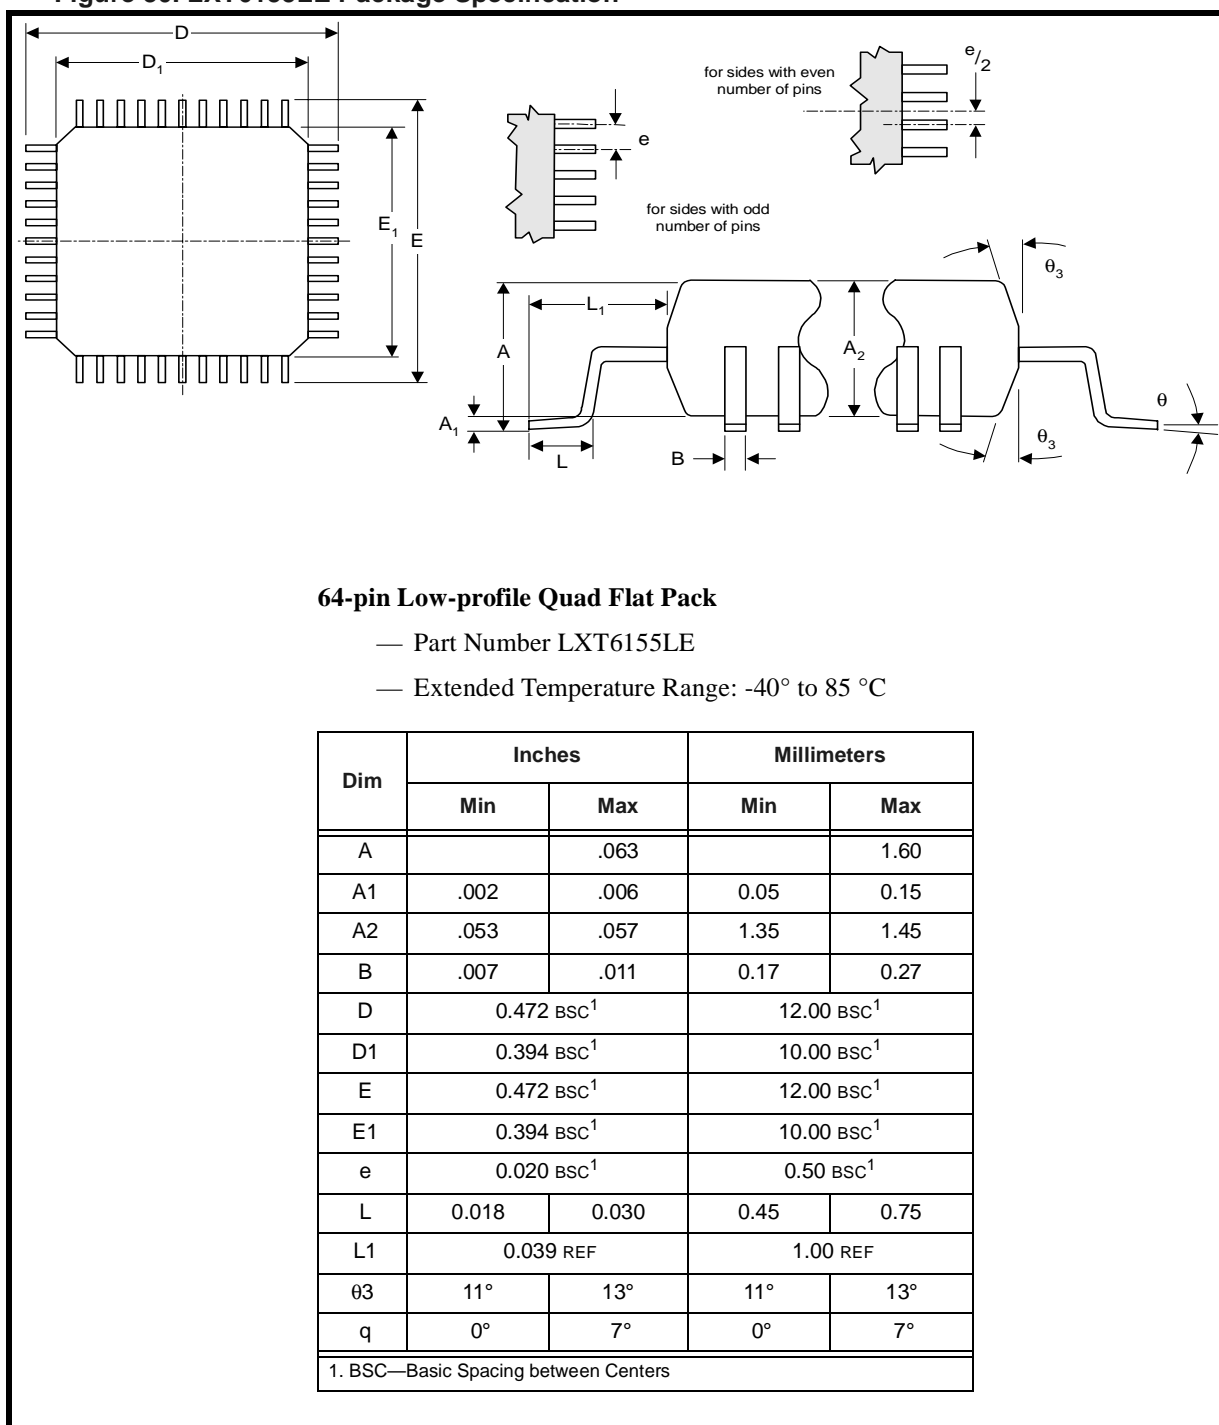 D
D1
E1
E
e
for sides with odd
number of pins
for sides with even
number of pins
e/2
L1
A
A1
L
B
A2
θ3
θ3
θ
64-pin Low-profile Quad Flat Pack
— Part Number LXT6155LE
— Extended Temperature Range: -40° to 85 °C
Dim Inches Millimeters
Min Max Min Max
A .063 1.60
A1 .002 .006 0.05 0.15
A2 .053 .057 1.35 1.45
B .007 .011 0.17 0.27
D 0.472 BSC1 12.00 BSC1
D1 0.394 BSC1 10.00 BSC1
E 0.472 BSC1 12.00 BSC1
E1 0.394 BSC1 10.00 BSC1
e 0.020 BSC1 0.50 BSC1
L 0.018 0.030 0.45 0.75
L1 0.039 REF 1.00 REF
θ3 11° 13° 11° 13°
q 0° 7° 0° 7°
1. BSC—Basic Spacing between Centers